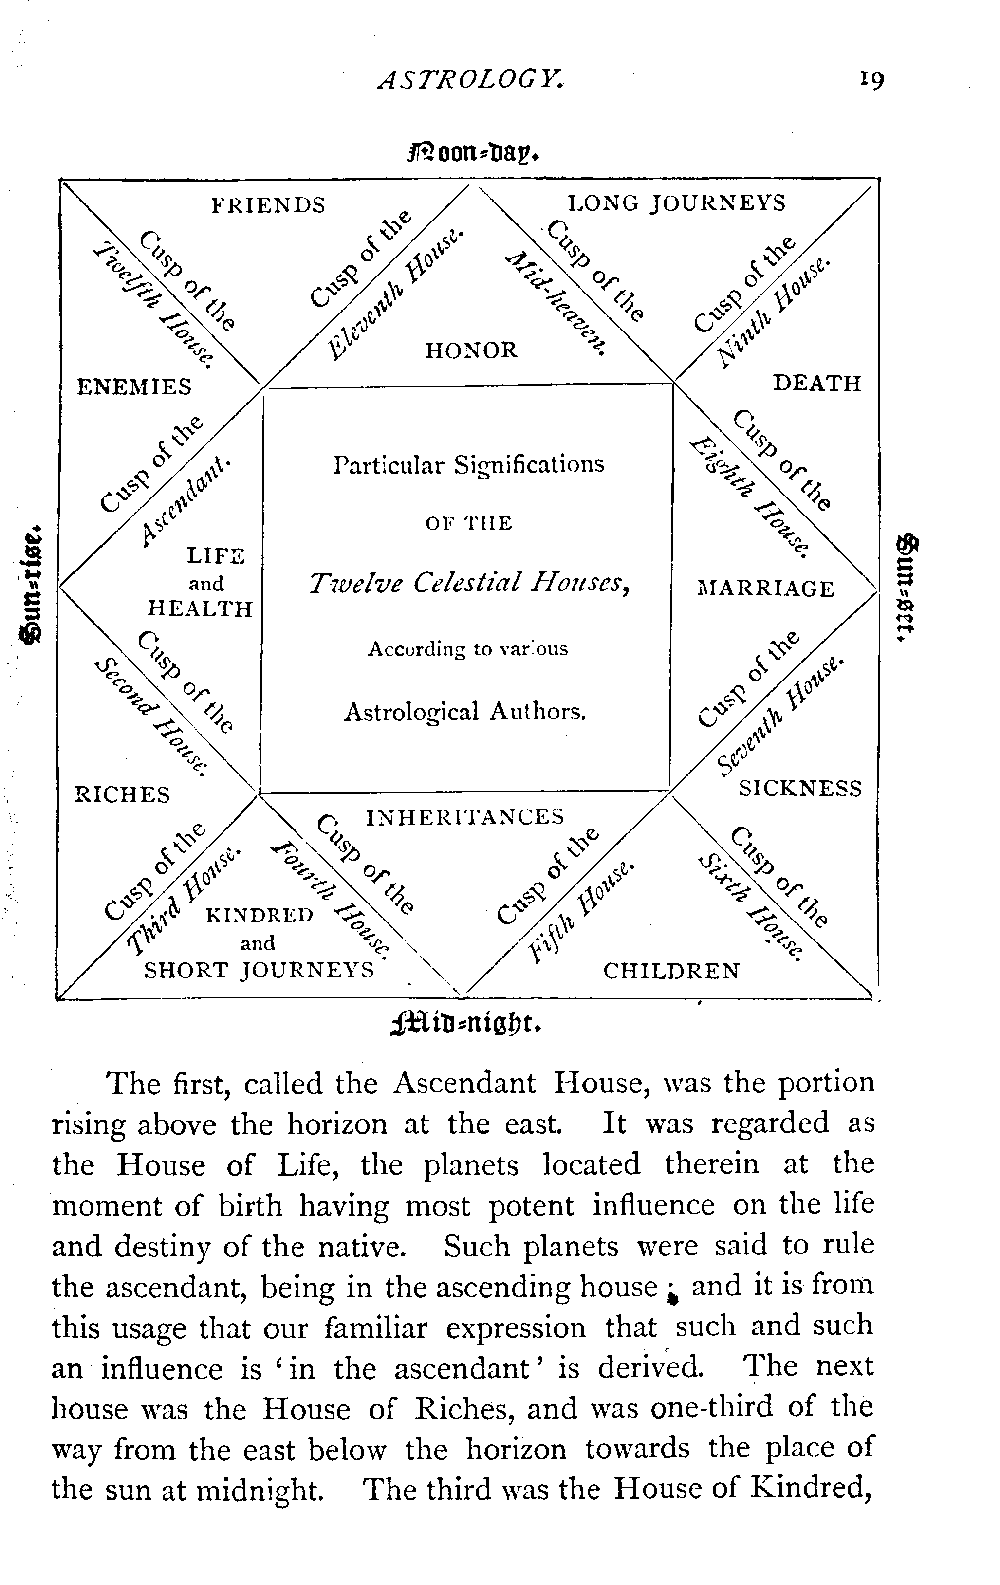 ASTROLOGY.
19
Noon-day.
FRIENDS
LONG JOURNEYS
Cusp of the
Twelfth House.
Cusp of the
Eleventh House.
Cusp of the
Mid-heaven.
Cusp of the
Ninth House.
HONOR
ENEMIES
DEATH
Cusp of the
Ascendant.
Cusp of the
Eighth House.
Particular Significations
OF THE
Twelve Celestial Houses,
According to various
Astrological Authors.
Sun-rise.
LIFE
and
HEALTH
MARRIAGE
Sun-set.
Cusp of the
Second House.
Cusp of the
Seventh House.
RICHES
SICKNESS
INHERITANCES
Cusp of the
Third House.
Cusp of the
Fourth House.
Cusp of the
Fifth House.
Cusp of the
Sixth House.
KINDRED
and
SHORT JOURNEYS
CHILDREN
Mid-night.
The first, called the Ascendant House, was the portion
rising above the horizon at the east. It was regarded as
the House of Life, the planets located therein at the
moment of birth having most potent influence on the life
and destiny of the native. Such planets were said to rule
the ascendant, being in the ascending house; and it is from
this usage that our familiar expression that such and such
an influence is ‘in the ascendant’ is derived. The next
house was the House of Riches, and was one-third of the
way from the east below the horizon towards the place of
the sun at midnight. The third was the House of Kindred,